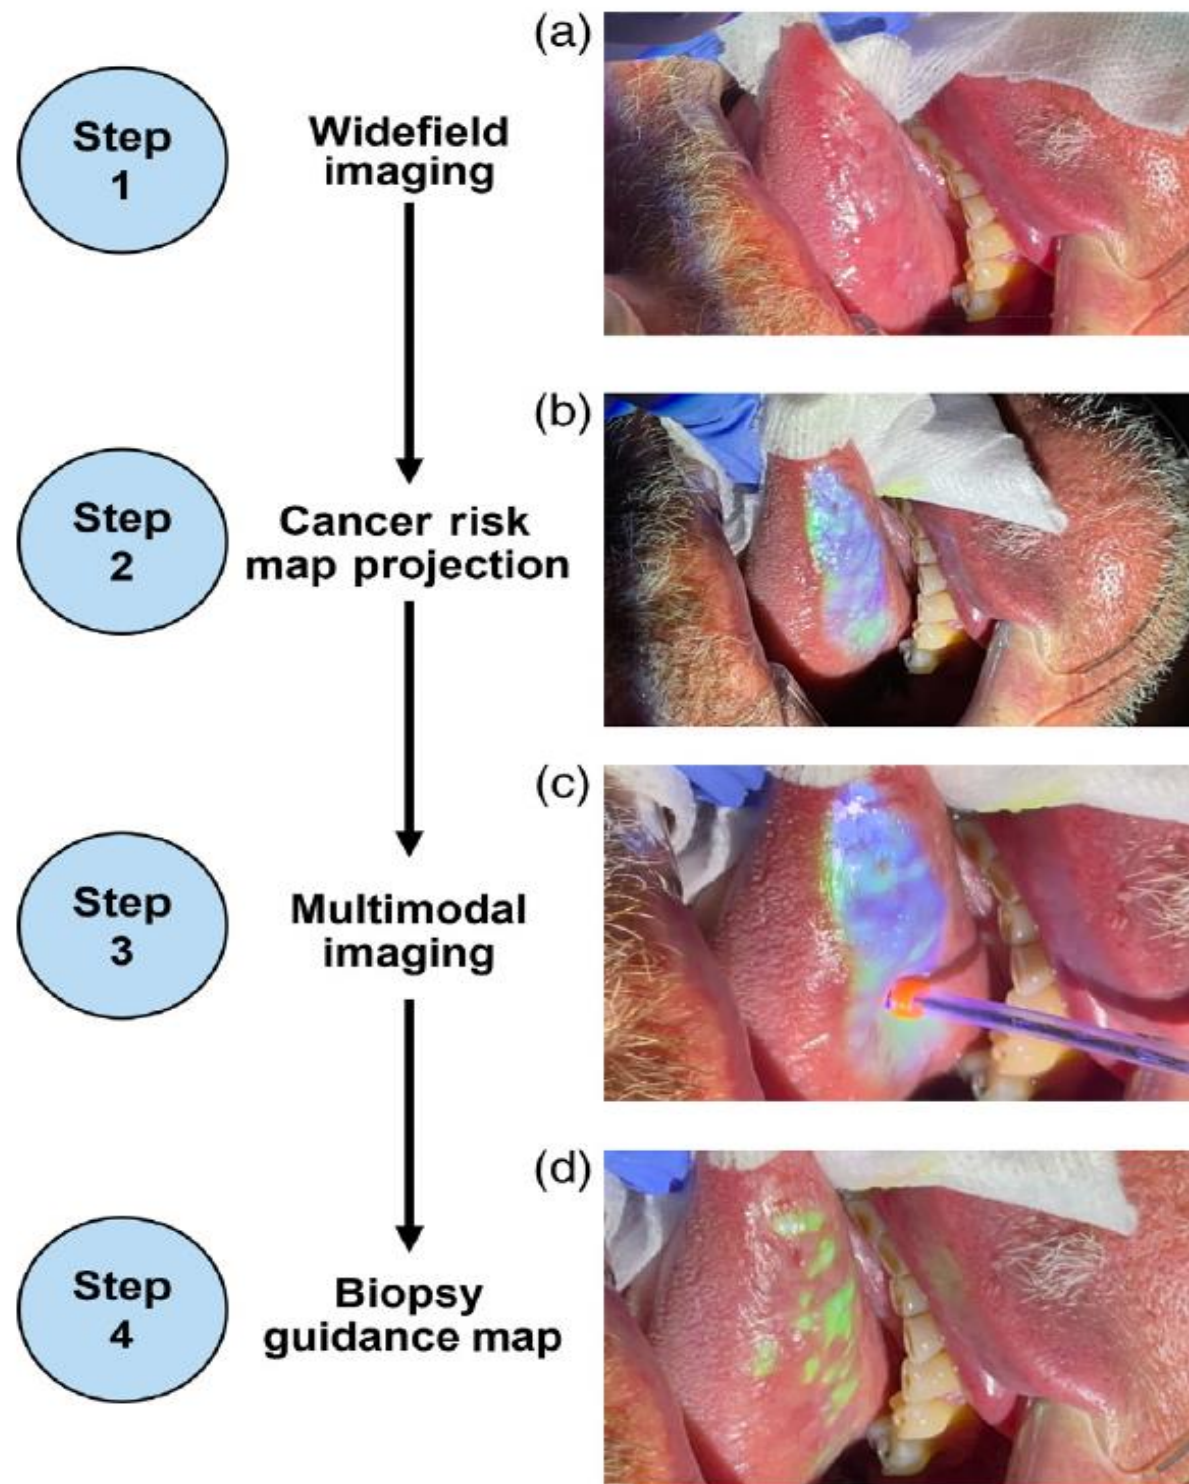 (a)
Step
1
Widefield
imaging
(b)
Step
2
Cancer risk
map projection
(c)
Step
3
Multimodal
imaging
(d)
Step
4
Biopsy
guidance map